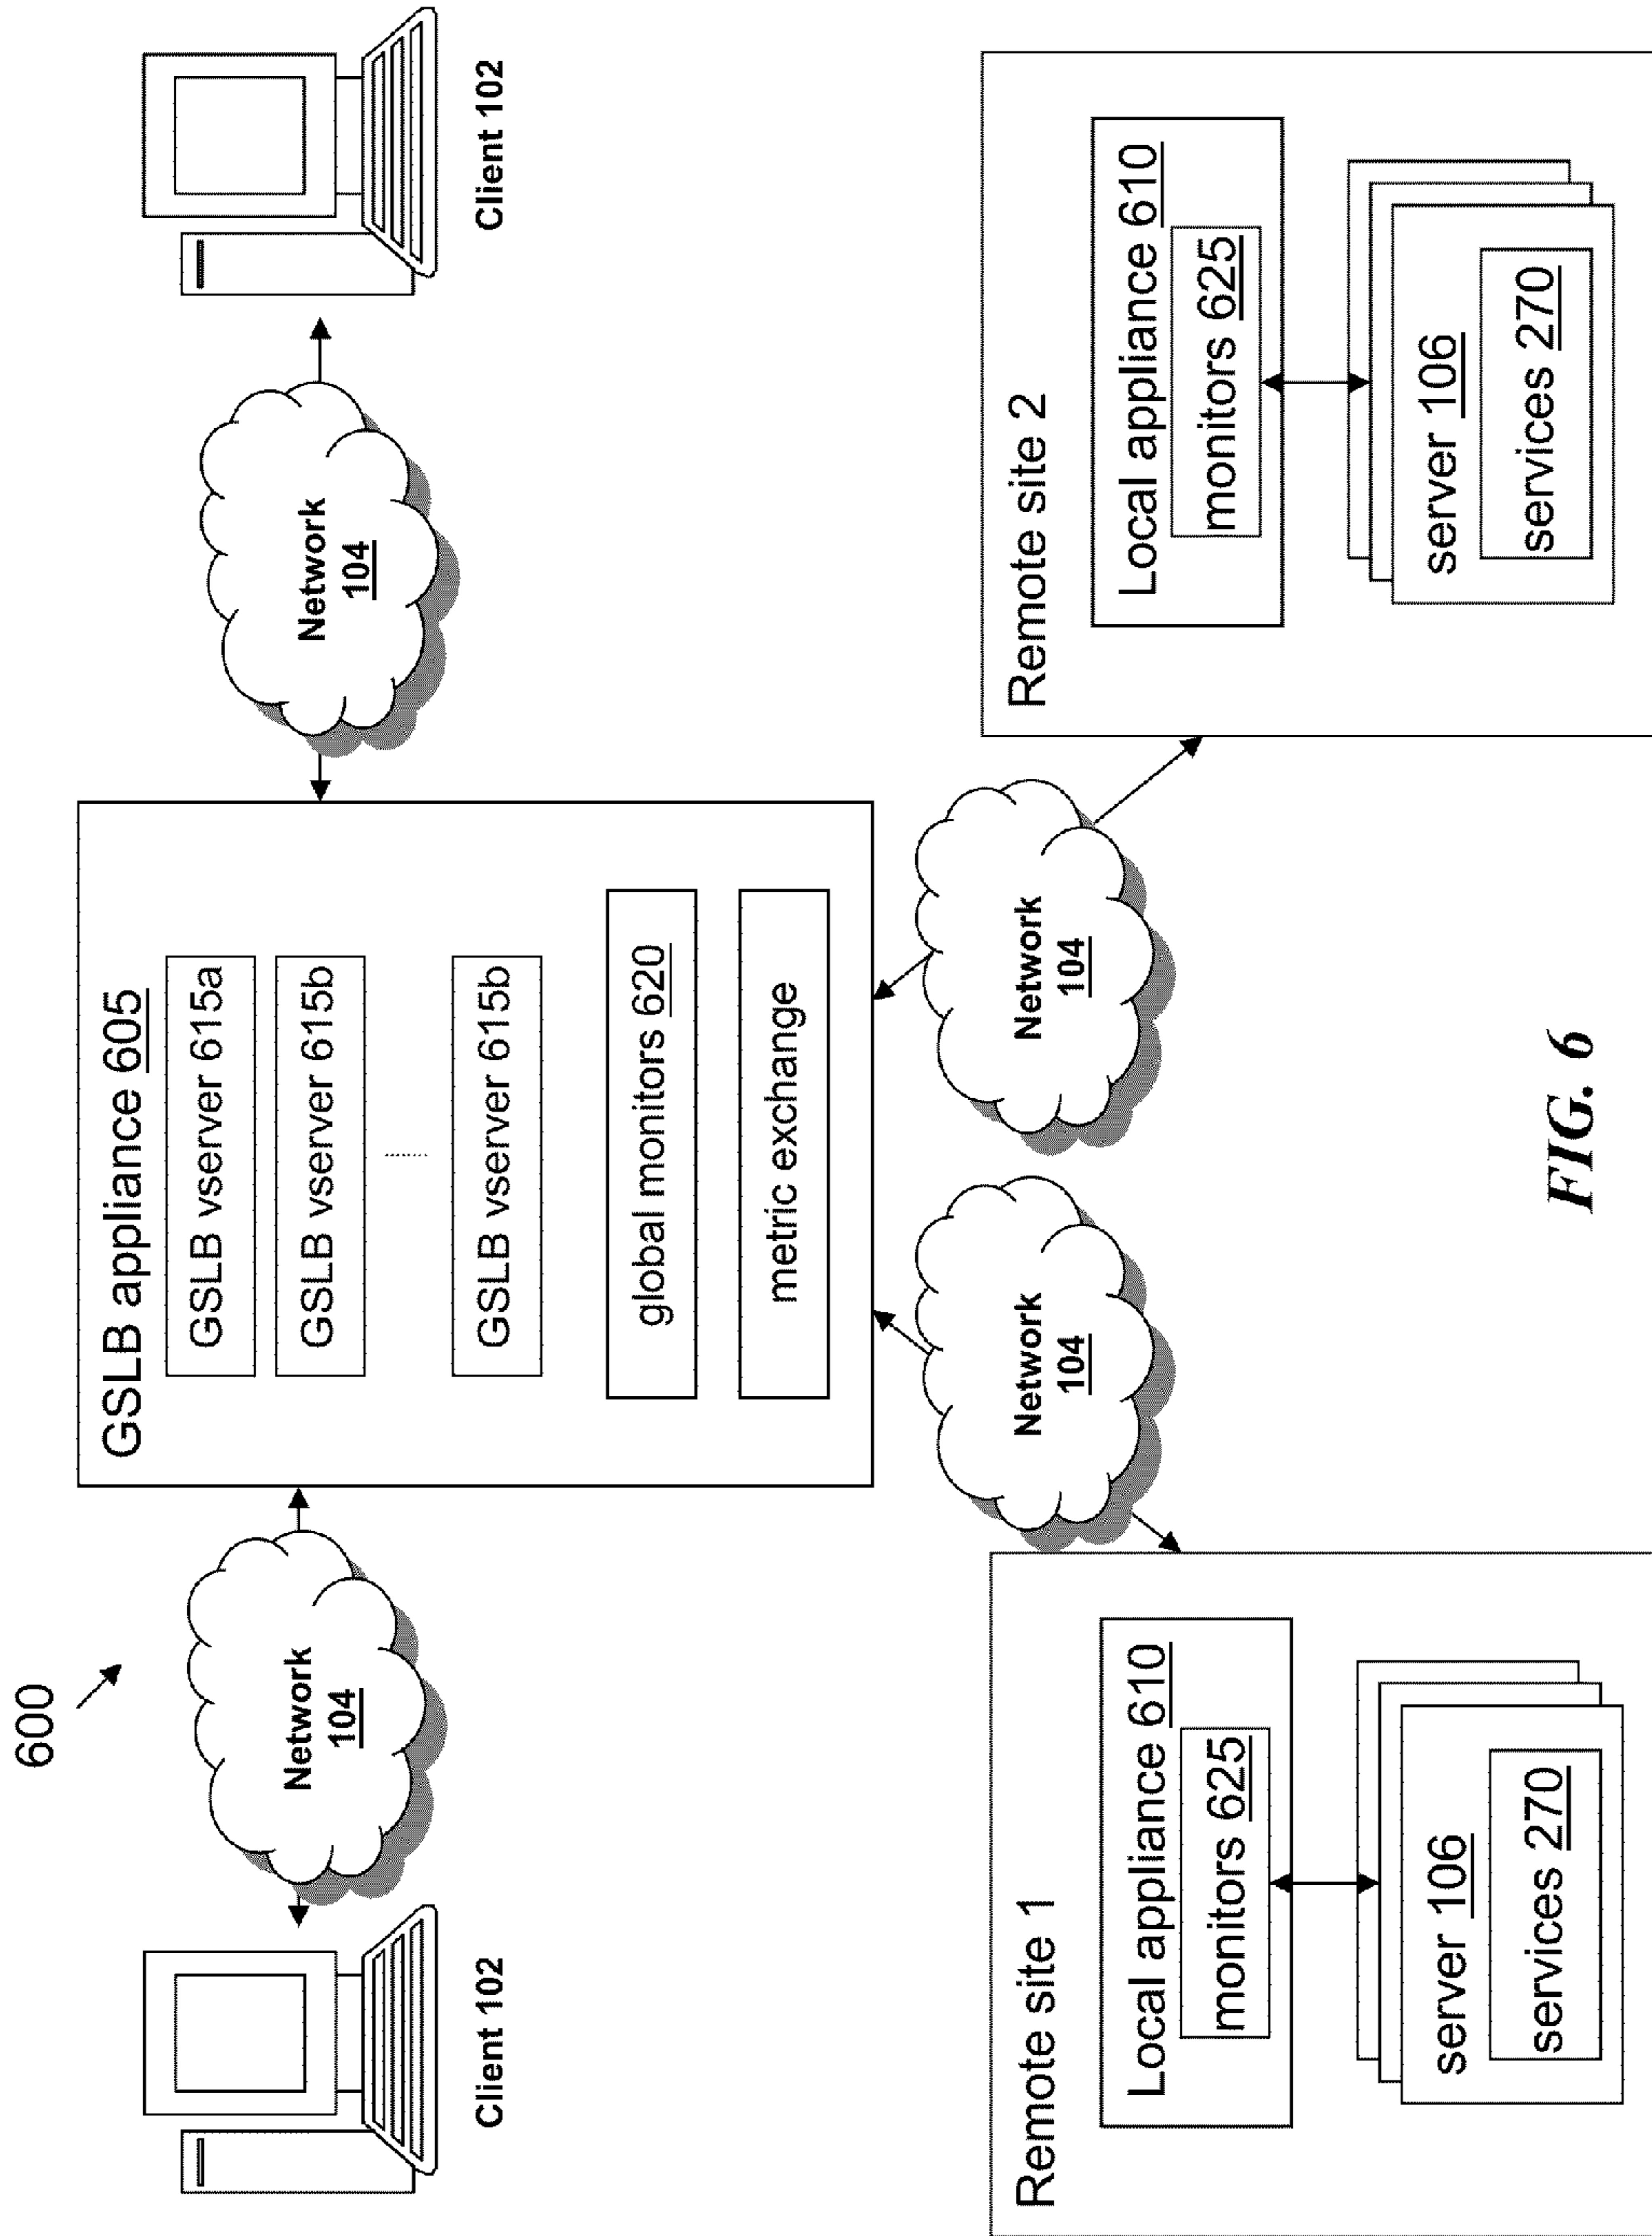 600
Client 102
Network
104
GSLB appliance 605
GSLB vserver 615a
GSLB vserver 615b
GSLB vserver 615b
global monitors 620
metric exchange
Network
104
Client 102
Network
104
Network
104
Remote site 1
Local appliance 610
monitors 625
server 106
services 270
Remote site 2
Local appliance 610
monitors 625
server 106
services 270
FIG. 6